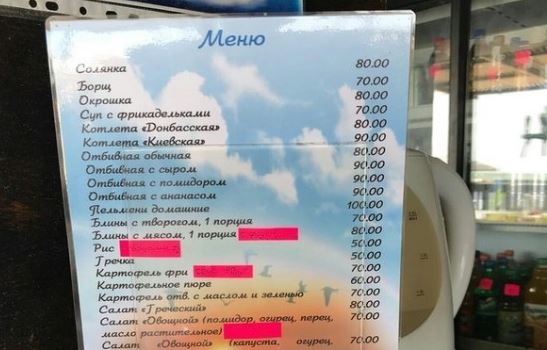 Меню
Солянка 80.00
Борщ 70.00
Окрошка 80.00
Суп с фрикадельками 70.00
Котлета «Донбасская» 80.00
Котлета «Киевская» 90.00
Отбивная обычная 80.00
Отбивная с сыром 90.00
Отбивная с помидором 90.00
Отбивная с ананасом 90.00
Пельмени домашние 100.00
Блины с творогом, 1 порция 70.00
Блины с мясом, 1 порция 80.00
Рис 50.00
Гречка 50.00
Картофель фри 70.00
Картофельное пюре 60.00
Картофель отв. с маслом и зеленью 70.00
Салат «Греческий» 80.00
Салат «Овощной» (помидор, огурец, перец, 70.00
масло растительное)
Салат «Овощной» (капуста, огурец, 70.00